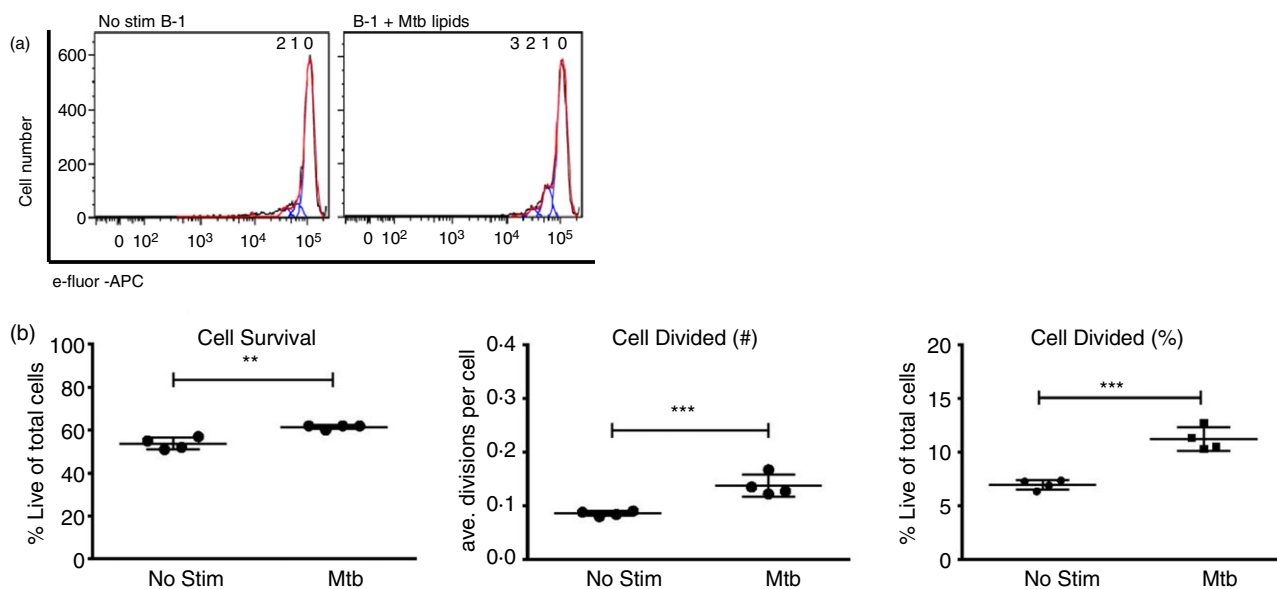 (a)
No stim B-1
B-1 + Mtb lipids
2 1 0
3 2 1 0
600
400
200
0
Cell number
0 10² 10³ 10⁴ 10⁵
0 10² 10³ 10⁴ 10⁵
e-fluor -APC
(b)
Cell Survival
**
100
80
60
40
20
0
% Live of total cells
No Stim Mtb
Cell Divided (#)
***
0·4
0·3
0·2
0·1
0·0
ave. divisions per cell
No Stim Mtb
Cell Divided (%)
***
20
15
10
5
0
% Live of total cells
No Stim Mtb